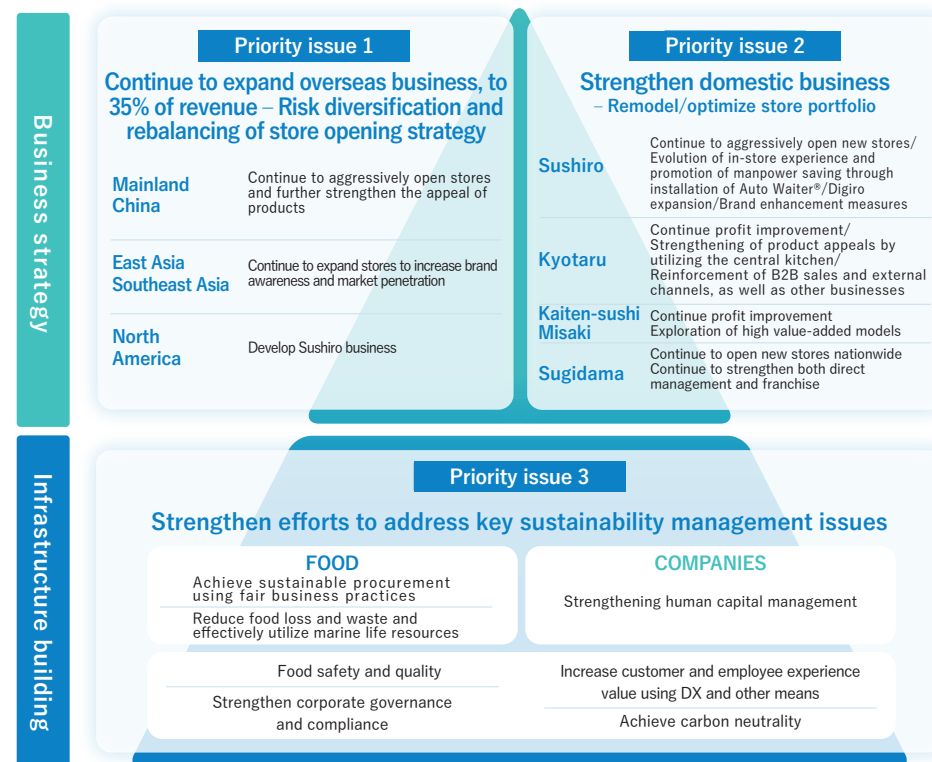 Business strategy
Priority issue 1
Continue to expand overseas business, to
35% of revenue – Risk diversification and
rebalancing of store opening strategy
Mainland
China
Continue to aggressively open stores
and further strengthen the appeal of
products
East Asia
Southeast Asia
Continue to expand stores to increase brand
awareness and market penetration
North
America
Develop Sushiro business
Priority issue 2
Strengthen domestic business
– Remodel/optimize store portfolio
Sushiro
Continue to aggressively open new stores/
Evolution of in-store experience and
promotion of manpower saving through
installation of Auto Waiter®/Digiro
expansion/Brand enhancement measures
Kyotaru
Continue profit improvement/
Strengthening of product appeals by
utilizing the central kitchen/
Reinforcement of B2B sales and external
channels, as well as other businesses
Kaiten-sushi
Misaki
Continue profit improvement
Exploration of high value-added models
Sugidama
Continue to open new stores nationwide
Continue to strengthen both direct
management and franchise
Infrastructure building
Priority issue 3
Strengthen efforts to address key sustainability management issues
FOOD
Achieve sustainable procurement
using fair business practices
Reduce food loss and waste and
effectively utilize marine life resources
COMPANIES
Strengthening human capital management
Food safety and quality
Strengthen corporate governance
and compliance
Increase customer and employee experience
value using DX and other means
Achieve carbon neutrality